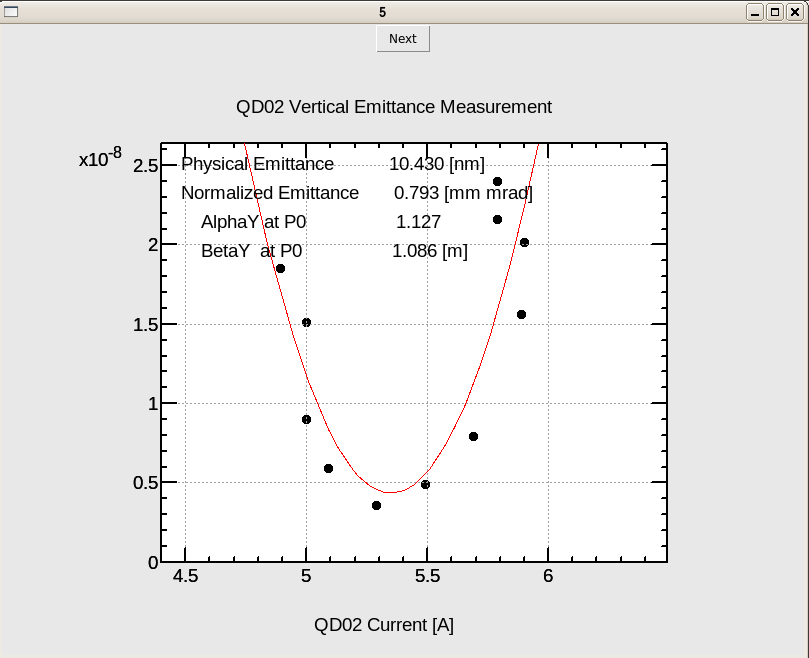 5
Next
QD02 Vertical Emittance Measurement
x10-8
2.5
Physical Emittance 10.430 [nm]
Normalized Emittance 0.793 [mm mrad]
AlphaY at P0 1.127
2
BetaY at P0 1.086 [m]
1.5
1
0.5
0
4.5 5 5.5 6
QD02 Current [A]